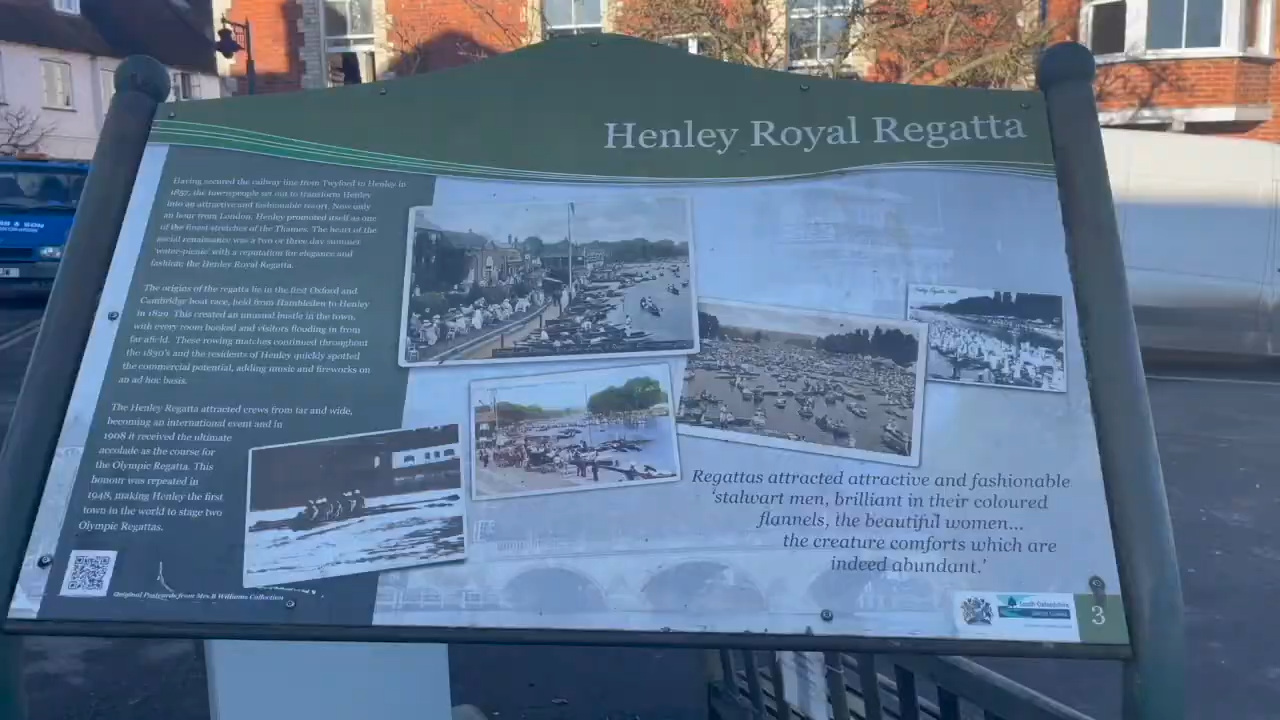 Henley Royal Regatta
Having secured the railway line from Twyford to Henley in
1857, the townspeople set out to transform Henley
into an attractive and fashionable resort. Now only
an hour from London, Henley promoted itself as one
of the finest stretches of the Thames. The heart of the
social renaissance was a two or three day summer
'water-picnic' with a reputation for elegance and
fashion: the Henley Royal Regatta.
The origins of the regatta lie in the first Oxford and
Cambridge boat race, held from Hambleden to Henley
in 1829. This created an unusual bustle in the town,
with every room booked and visitors flooding in from
far afield. These rowing matches continued throughout
the 1830's and the residents of Henley quickly spotted
the commercial potential, adding music and fireworks on
an ad hoc basis.
The Henley Regatta attracted crews from far and wide,
becoming an international event and in
1908 it received the ultimate
accolade as the course for
the Olympic Regatta. This
honour was repeated in
1948, making Henley the first
town in the world to stage two
Olympic Regattas.
Regattas attracted attractive and fashionable
'stalwart men, brilliant in their coloured
flannels, the beautiful women...
the creature comforts which are
indeed abundant.'
Original Postcards from Mrs B Williams Collection
South Oxfordshire
3
& SON